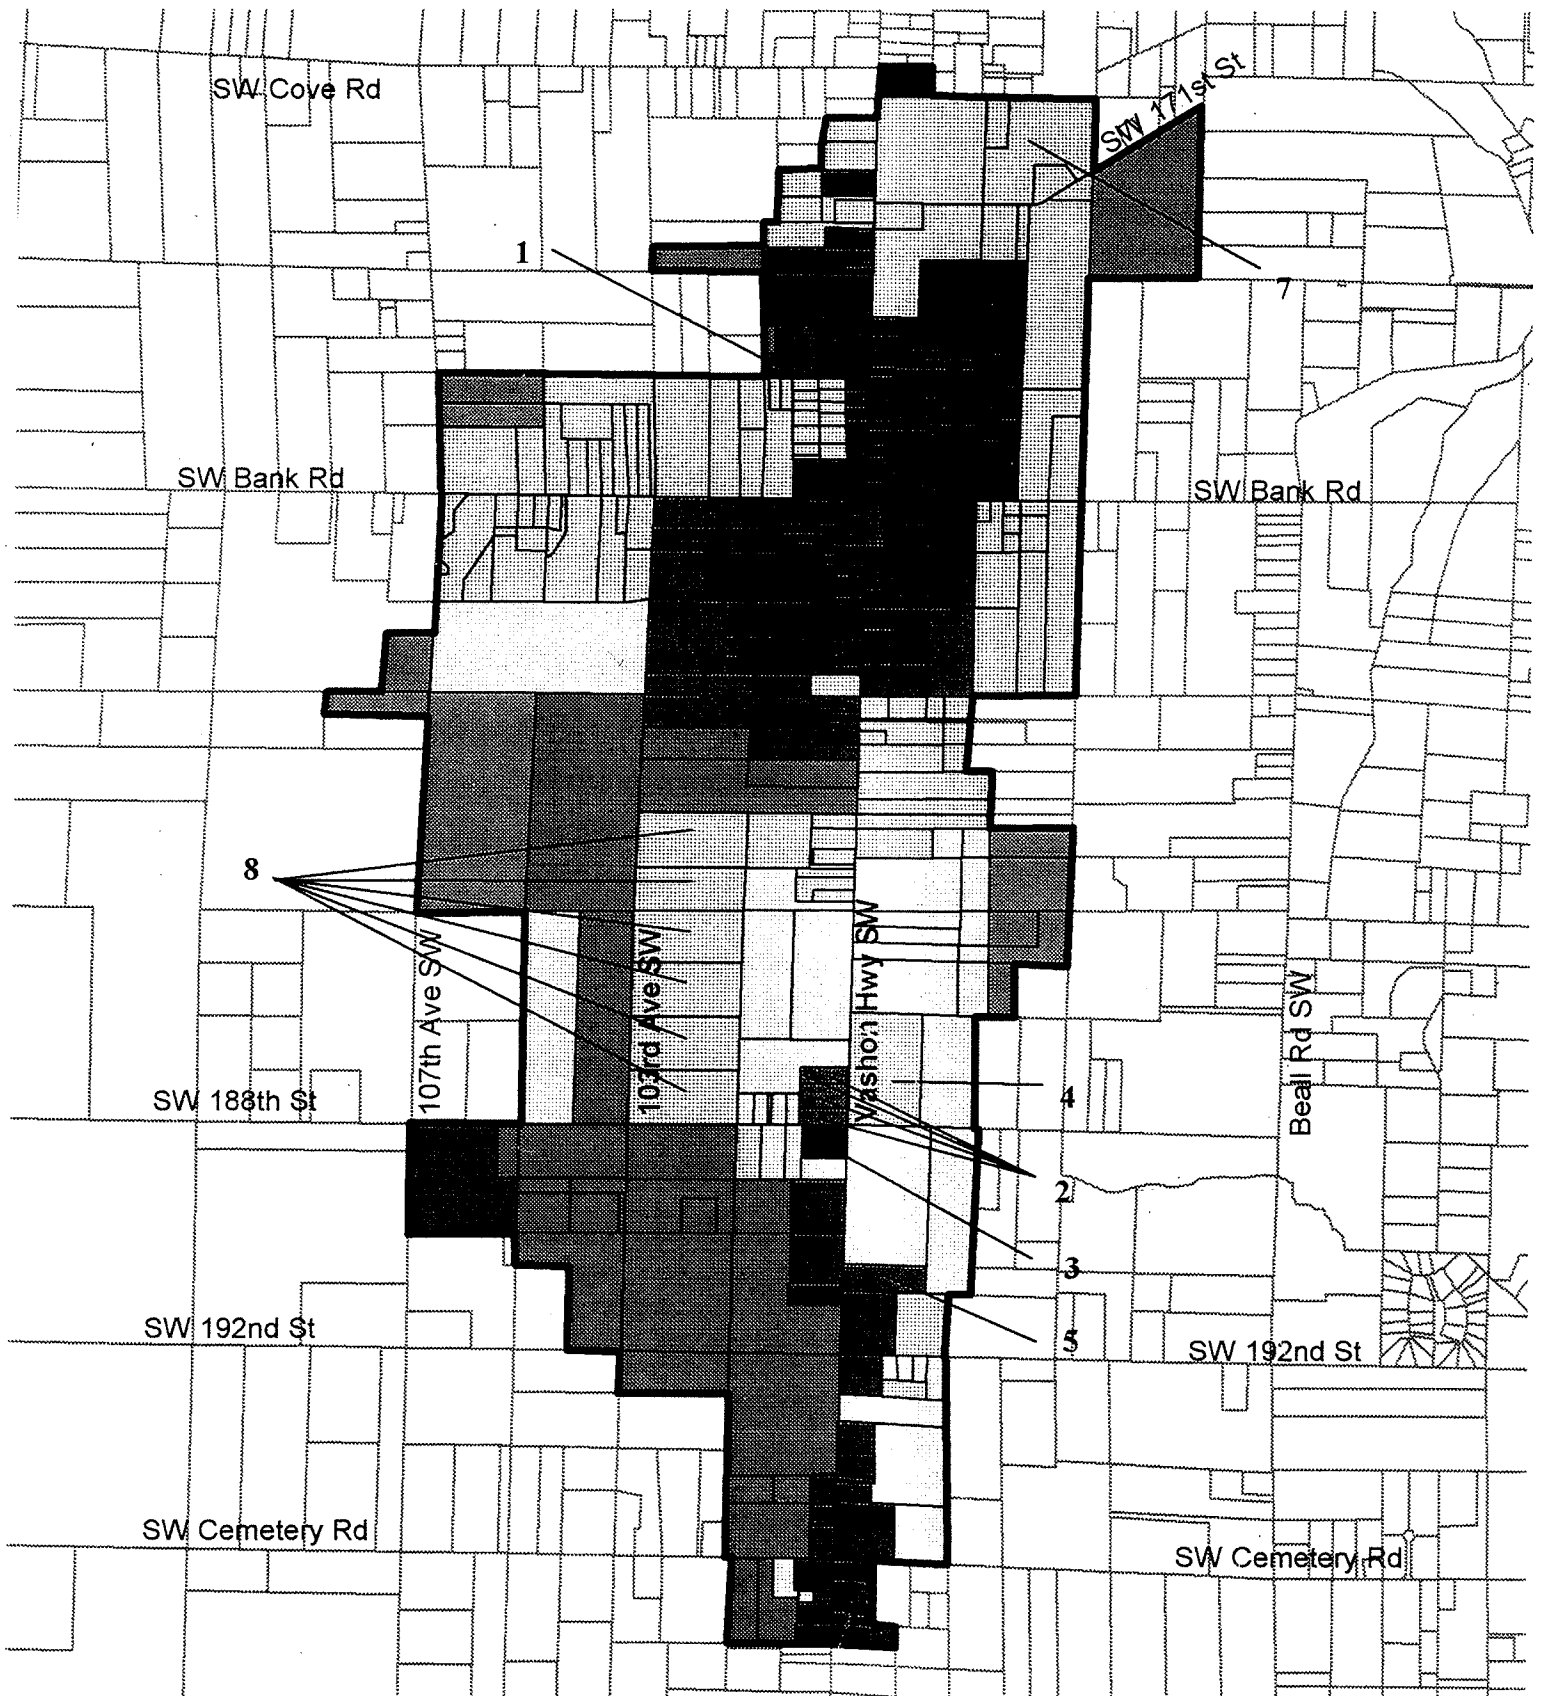 SW Cove Rd
SW 171st St
1
7
SW Bank Rd
SW Bank Rd
8
107th Ave SW
103rd Ave SW
Vashon Hwy SW
Beall Rd SW
SW 188th St
4
2
3
5
SW 192nd St
SW 192nd St
SW Cemetery Rd
SW Cemetery Rd